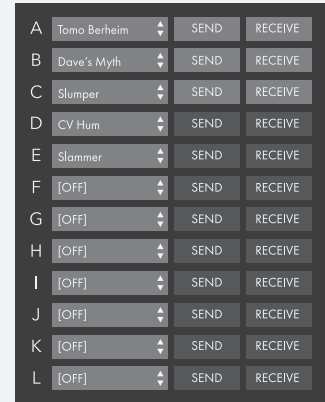 A Tomo Berheim SEND RECEIVE
B Dave's Myth SEND RECEIVE
C Slumper SEND RECEIVE
D CV Hum SEND RECEIVE
E Slammer SEND RECEIVE
F [OFF] SEND RECEIVE
G [OFF] SEND RECEIVE
H [OFF] SEND RECEIVE
I [OFF] SEND RECEIVE
J [OFF] SEND RECEIVE
K [OFF] SEND RECEIVE
L [OFF] SEND RECEIVE